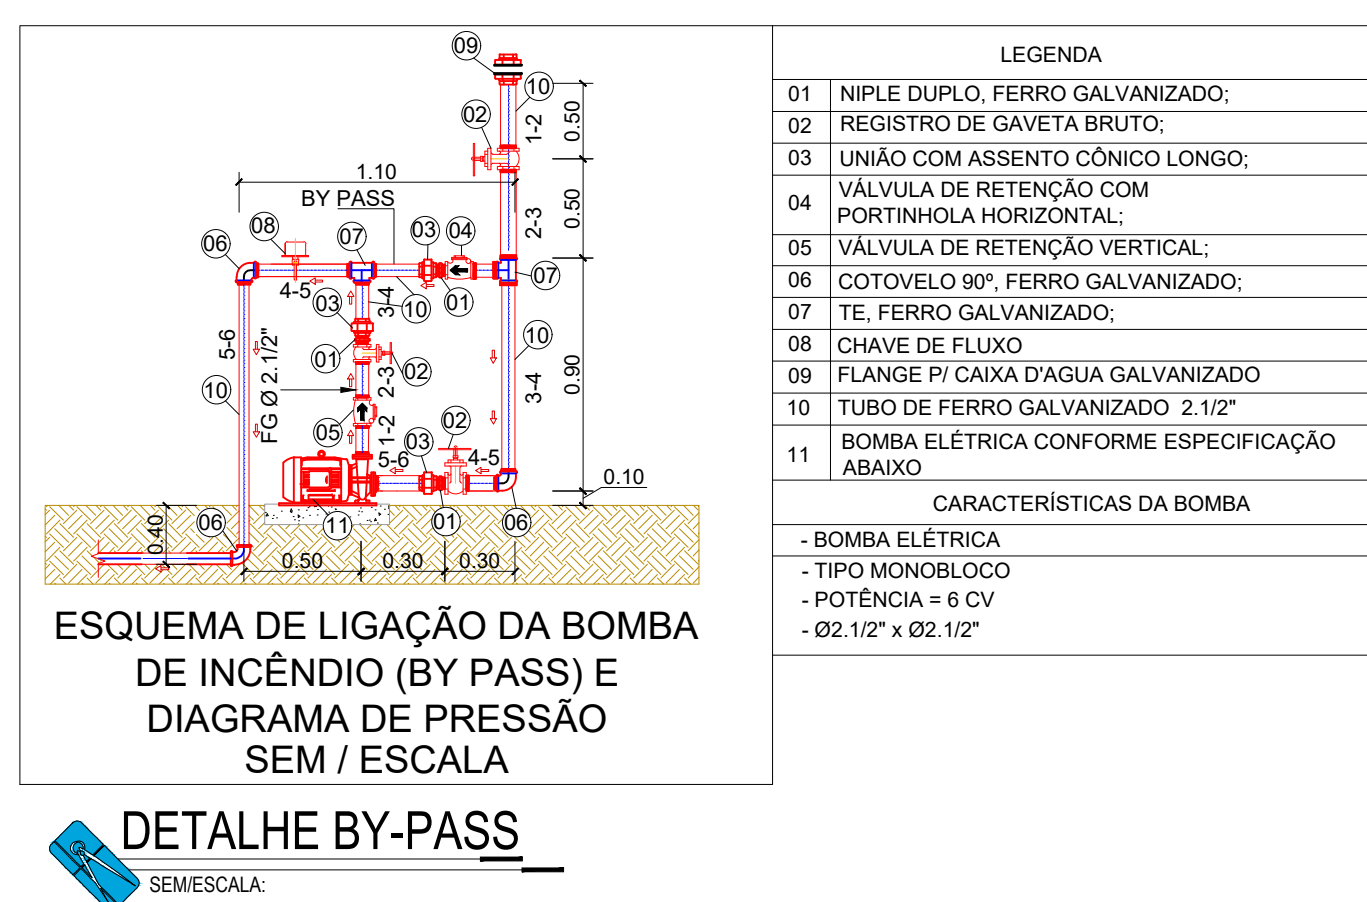 09
10
02
1-2
0.50
1.10
BY PASS
08
07
03
04
06
2-3
0.50
07
4-5
03
3-4
10
01
5-6
01
02
10
0.90
3-4
10
FG Ø 2.1/2"
2-3
05
1-2
5-6
03
02
4-5
0.10
06
11
01
06
0.40
0.50
0.30
0.30
ESQUEMA DE LIGAÇÃO DA BOMBA
DE INCÊNDIO (BY PASS) E
DIAGRAMA DE PRESSÃO
SEM / ESCALA
LEGENDA
01 NIPLE DUPLO, FERRO GALVANIZADO;
02 REGISTRO DE GAVETA BRUTO;
03 UNIÃO COM ASSENTO CÔNICO LONGO;
04 VÁLVULA DE RETENÇÃO COM
PORTINHOLA HORIZONTAL;
05 VÁLVULA DE RETENÇÃO VERTICAL;
06 COTOVELO 90º, FERRO GALVANIZADO;
07 TE, FERRO GALVANIZADO;
08 CHAVE DE FLUXO
09 FLANGE P/ CAIXA D'AGUA GALVANIZADO
10 TUBO DE FERRO GALVANIZADO 2.1/2"
11 BOMBA ELÉTRICA CONFORME ESPECIFICAÇÃO
ABAIXO
CARACTERÍSTICAS DA BOMBA
- BOMBA ELÉTRICA
- TIPO MONOBLOCO
- POTÊNCIA = 6 CV
- Ø2.1/2" x Ø2.1/2"
DETALHE BY-PASS
SEM/ESCALA: